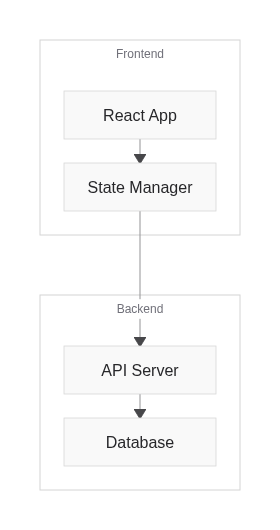 Frontend
React App
State Manager
Backend
API Server
Database